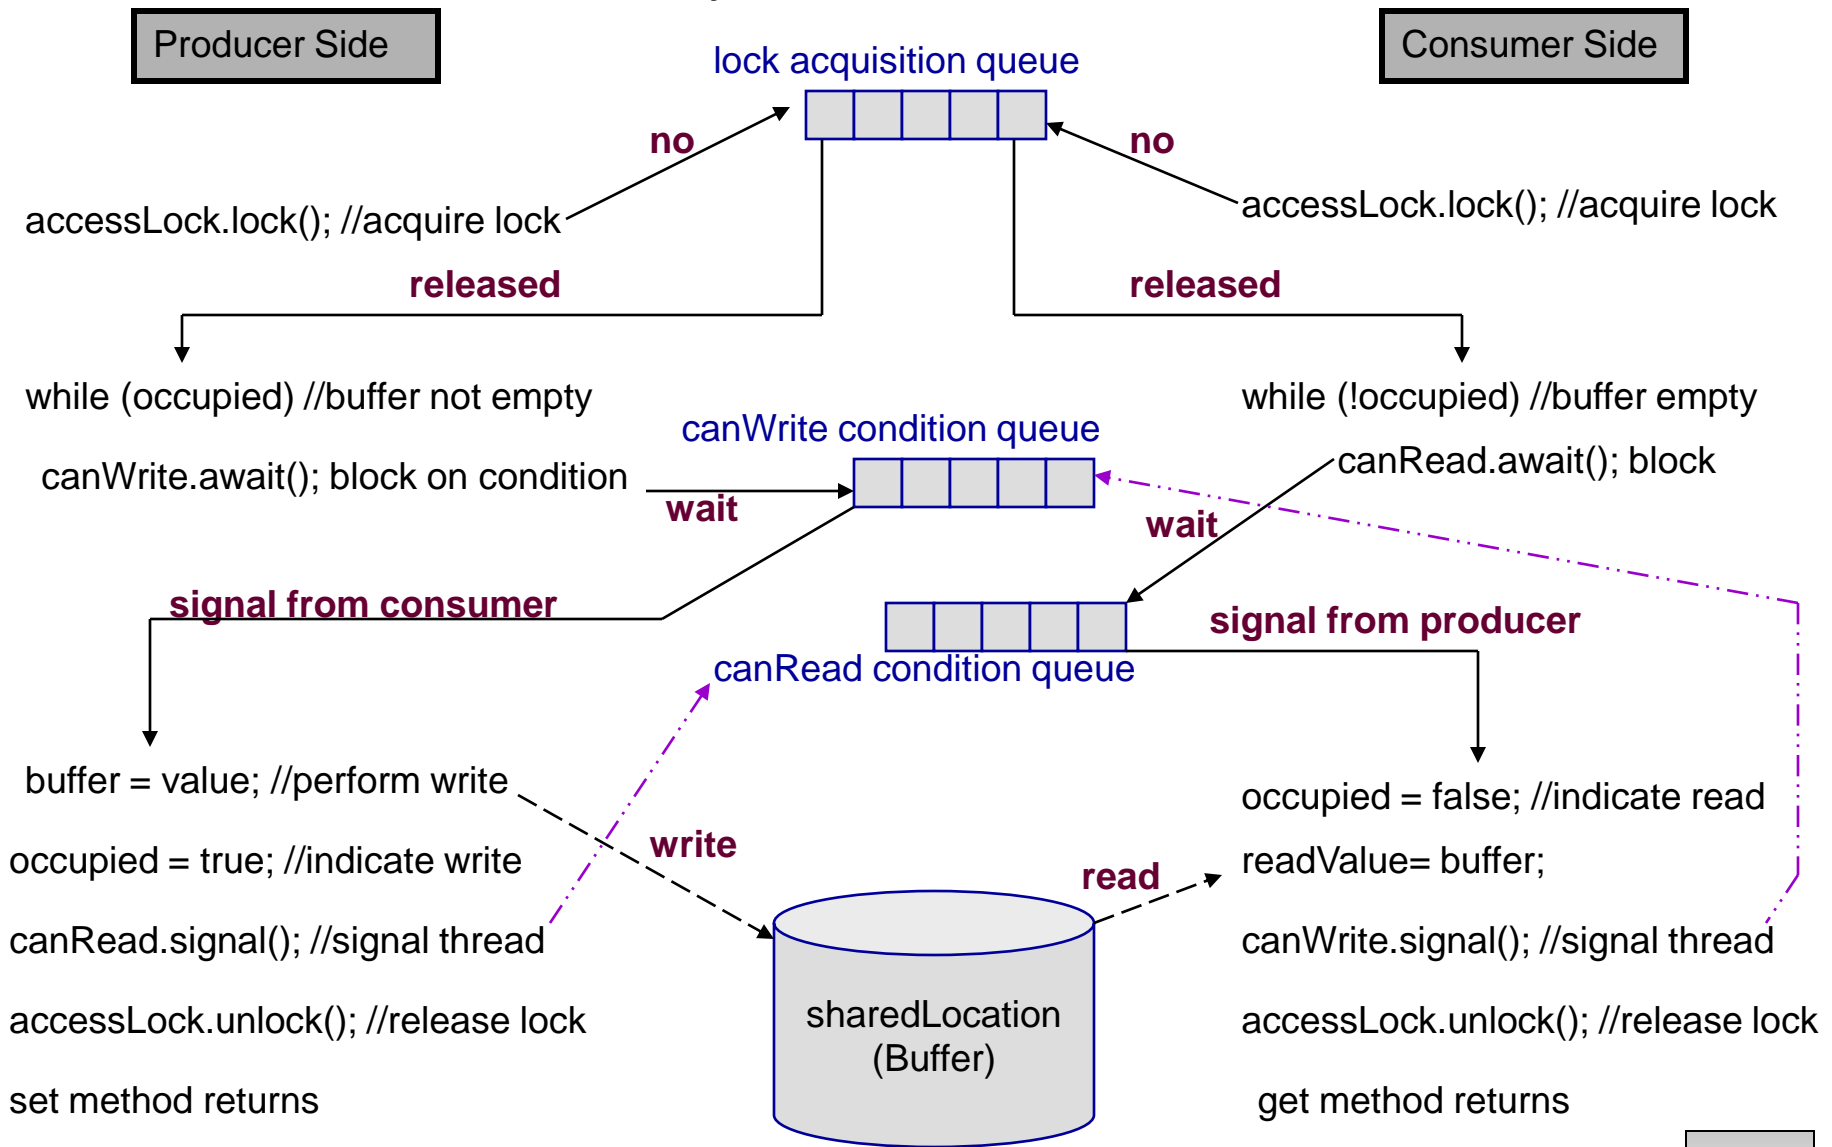 Producer Side
Consumer Side
lock acquisition queue
no
no
accessLock.lock(); //acquire lock
accessLock.lock(); //acquire lock
released
released
while (occupied) //buffer not empty
while (!occupied) //buffer empty
canWrite condition queue
canWrite.await(); block on condition
canRead.await(); block
wait
wait
signal from consumer
signal from producer
canRead condition queue
buffer = value; //perform write
occupied = false; //indicate read
write
occupied = true; //indicate write
readValue= buffer;
read
canRead.signal(); //signal thread
canWrite.signal(); //signal thread
sharedLocation
(Buffer)
accessLock.unlock(); //release lock
accessLock.unlock(); //release lock
set method returns
get method returns